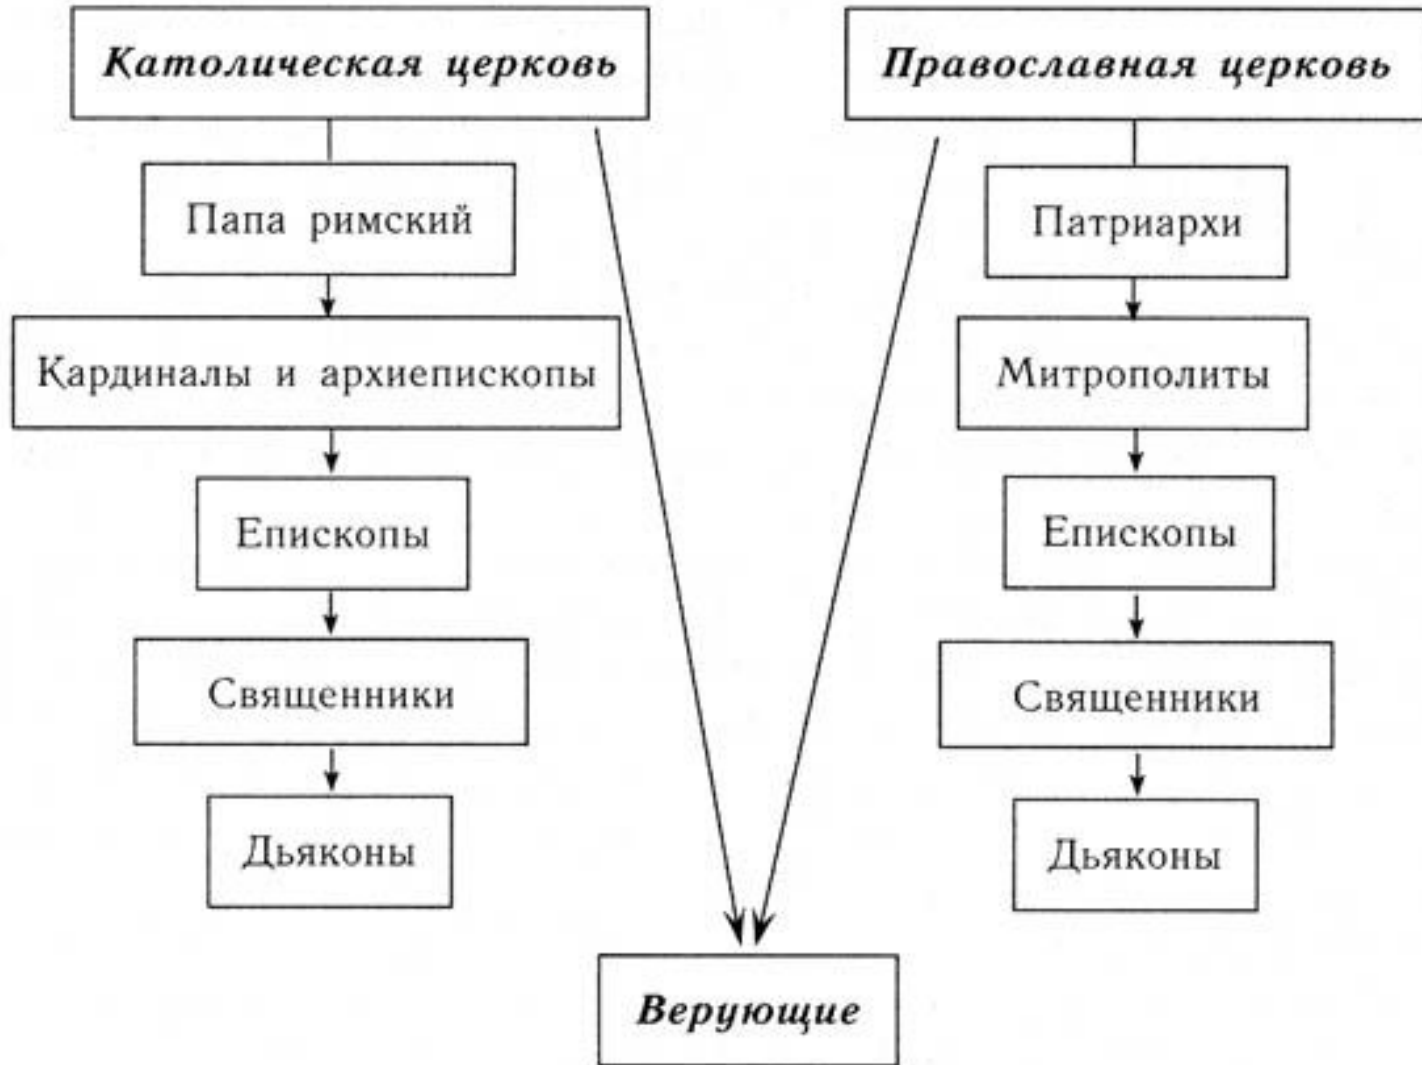 Католическая церковь
Православная церковь
Папа римский
Патриархи
Кардиналы и архиепископы
Митрополиты
Епископы
Епископы
Священники
Священники
Дьяконы
Дьяконы
Верующие